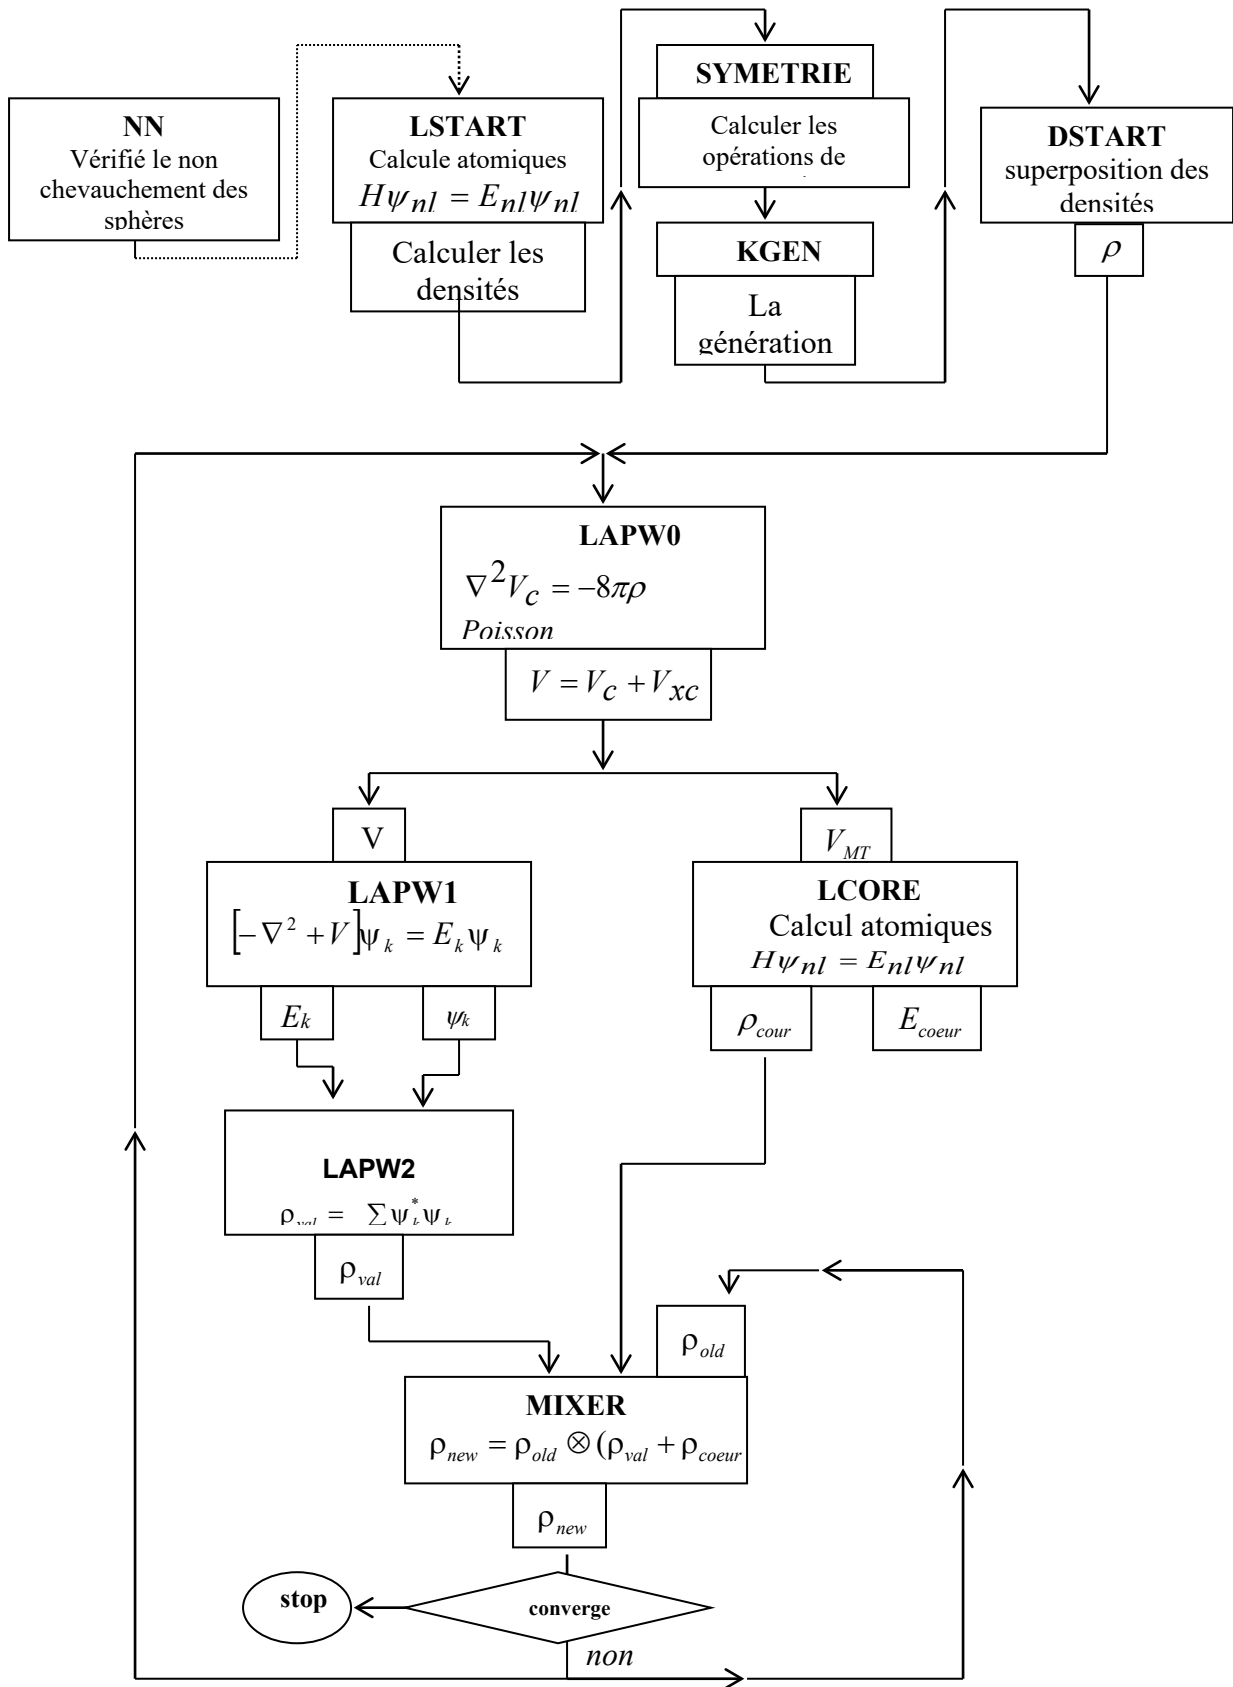 NN
Vérifié le non
chevauchement des
sphères
LSTART
Calcule atomiques
Hψnl = Enlψnl
Calculer les
densités
SYMETRIE
Calculer les
opérations de
KGEN
La
génération
DSTART
superposition des
densités
ρ
LAPW0
∇²Vc = −8πρ
Poisson
V = Vc + Vxc
V
LAPW1
[−∇² + V]ψk = Ekψk
Ek
ψk
VMT
LCORE
Calcul atomiques
Hψnl = Enlψnl
ρcour
Ecoeur
LAPW2
ρval = Σψk*ψk
ρval
ρold
MIXER
ρnew = ρold ⊗ (ρval + ρcoeur
ρnew
stop
converge
non